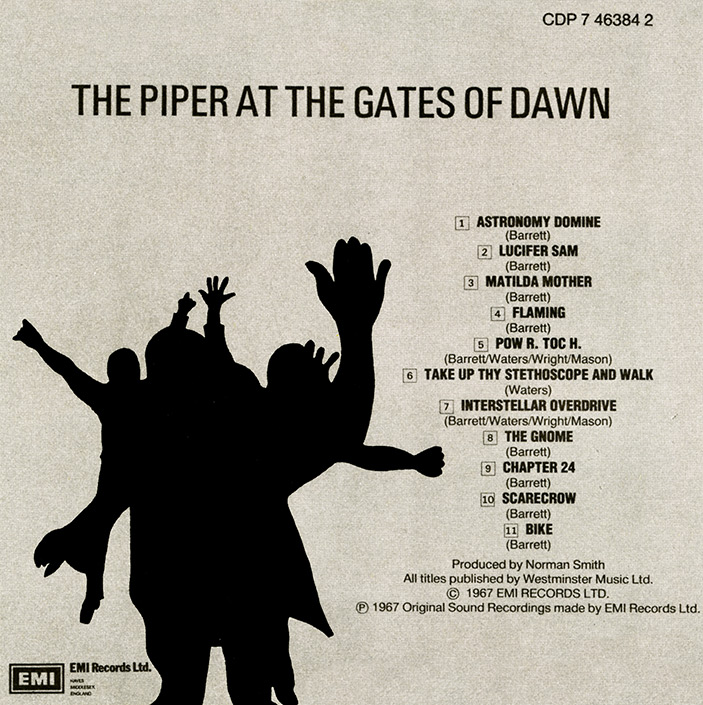 CDP 7 46384 2
THE PIPER AT THE GATES OF DAWN
1 ASTRONOMY DOMINE
(Barrett)
2 LUCIFER SAM
(Barrett)
3 MATILDA MOTHER
(Barrett)
4 FLAMING
(Barrett)
5 POW R. TOC H.
(Barrett/Waters/Wright/Mason)
6 TAKE UP THY STETHOSCOPE AND WALK
(Waters)
7 INTERSTELLAR OVERDRIVE
(Barrett/Waters/Wright/Mason)
8 THE GNOME
(Barrett)
9 CHAPTER 24
(Barrett)
10 SCARECROW
(Barrett)
11 BIKE
(Barrett)
Produced by Norman Smith
All titles published by Westminster Music Ltd.
© 1967 EMI RECORDS LTD.
℗ 1967 Original Sound Recordings made by EMI Records Ltd.
EMI EMI Records Ltd.
HAYES
MIDDLESEX
ENGLAND